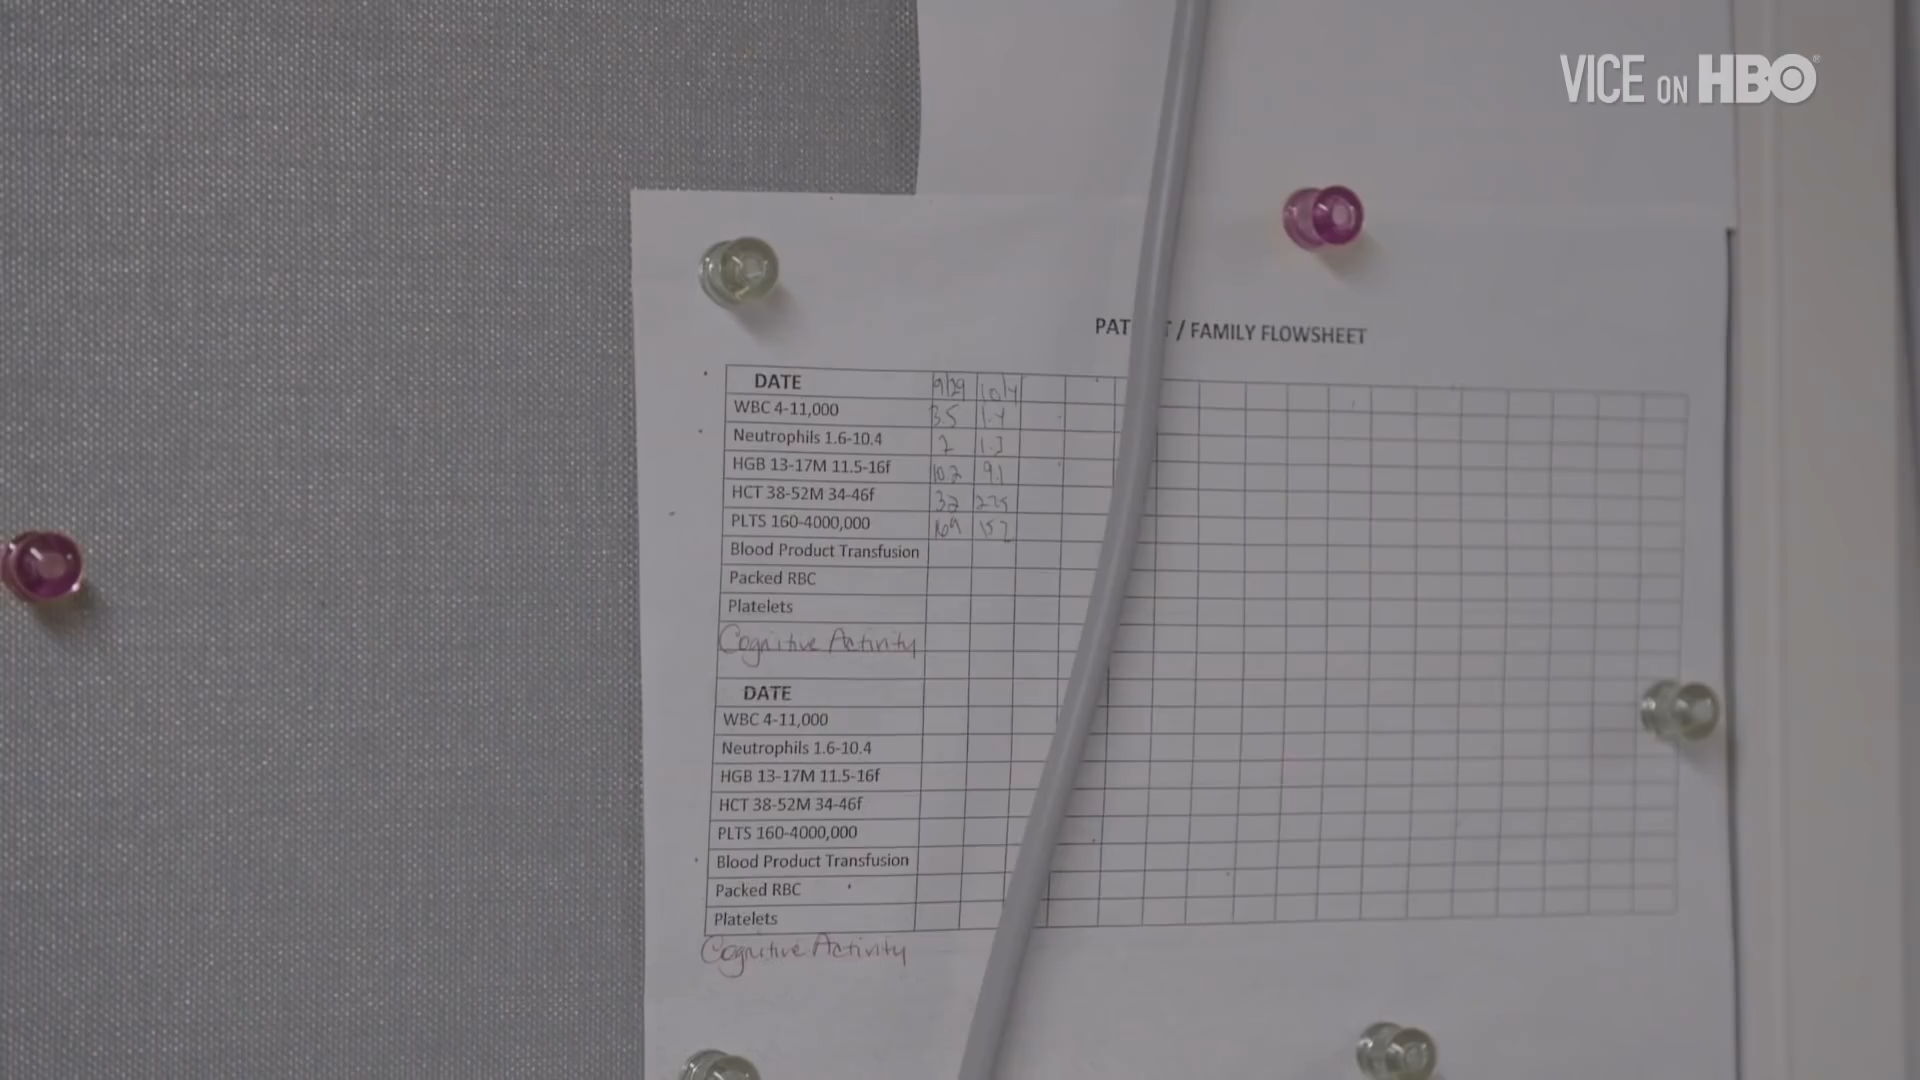 VICE ON HBO
PAT T / FAMILY FLOWSHEET
DATE 9/29 10/4
WBC 4-11,000 3.5 1.4
Neutrophils 1.6-10.4 2 1.3
HGB 13-17M 11.5-16f 10.2 9.1
HCT 38-52M 34-46f 32
PLTS 160-4000,000 169 152
Blood Product Transfusion
Packed RBC
Platelets
Cognitive Activity
DATE
WBC 4-11,000
Neutrophils 1.6-10.4
HGB 13-17M 11.5-16f
HCT 38-52M 34-46f
PLTS 160-4000,000
Blood Product Transfusion
Packed RBC
Platelets
Cognitive Activity